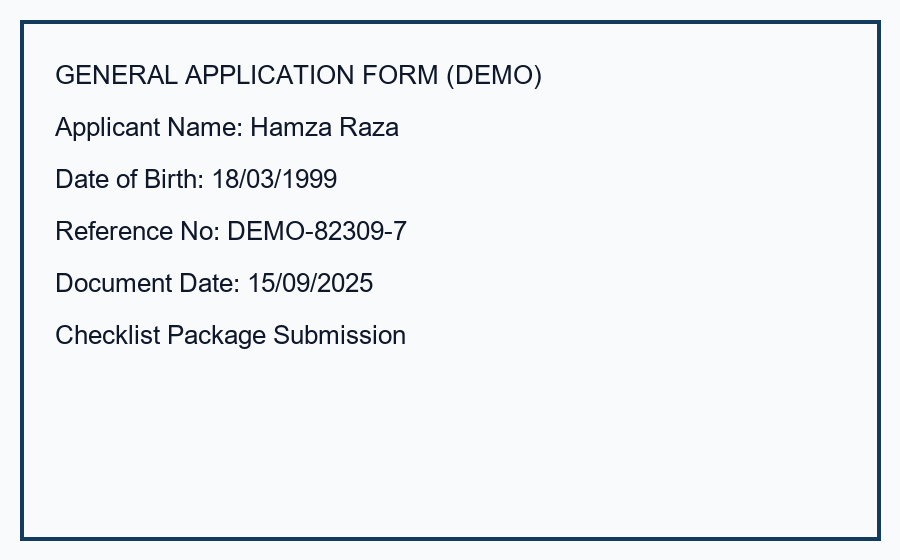 GENERAL APPLICATION FORM (DEMO)
Applicant Name: Hamza Raza
Date of Birth: 18/03/1999
Reference No: DEMO-82309-7
Document Date: 15/09/2025
Checklist Package Submission